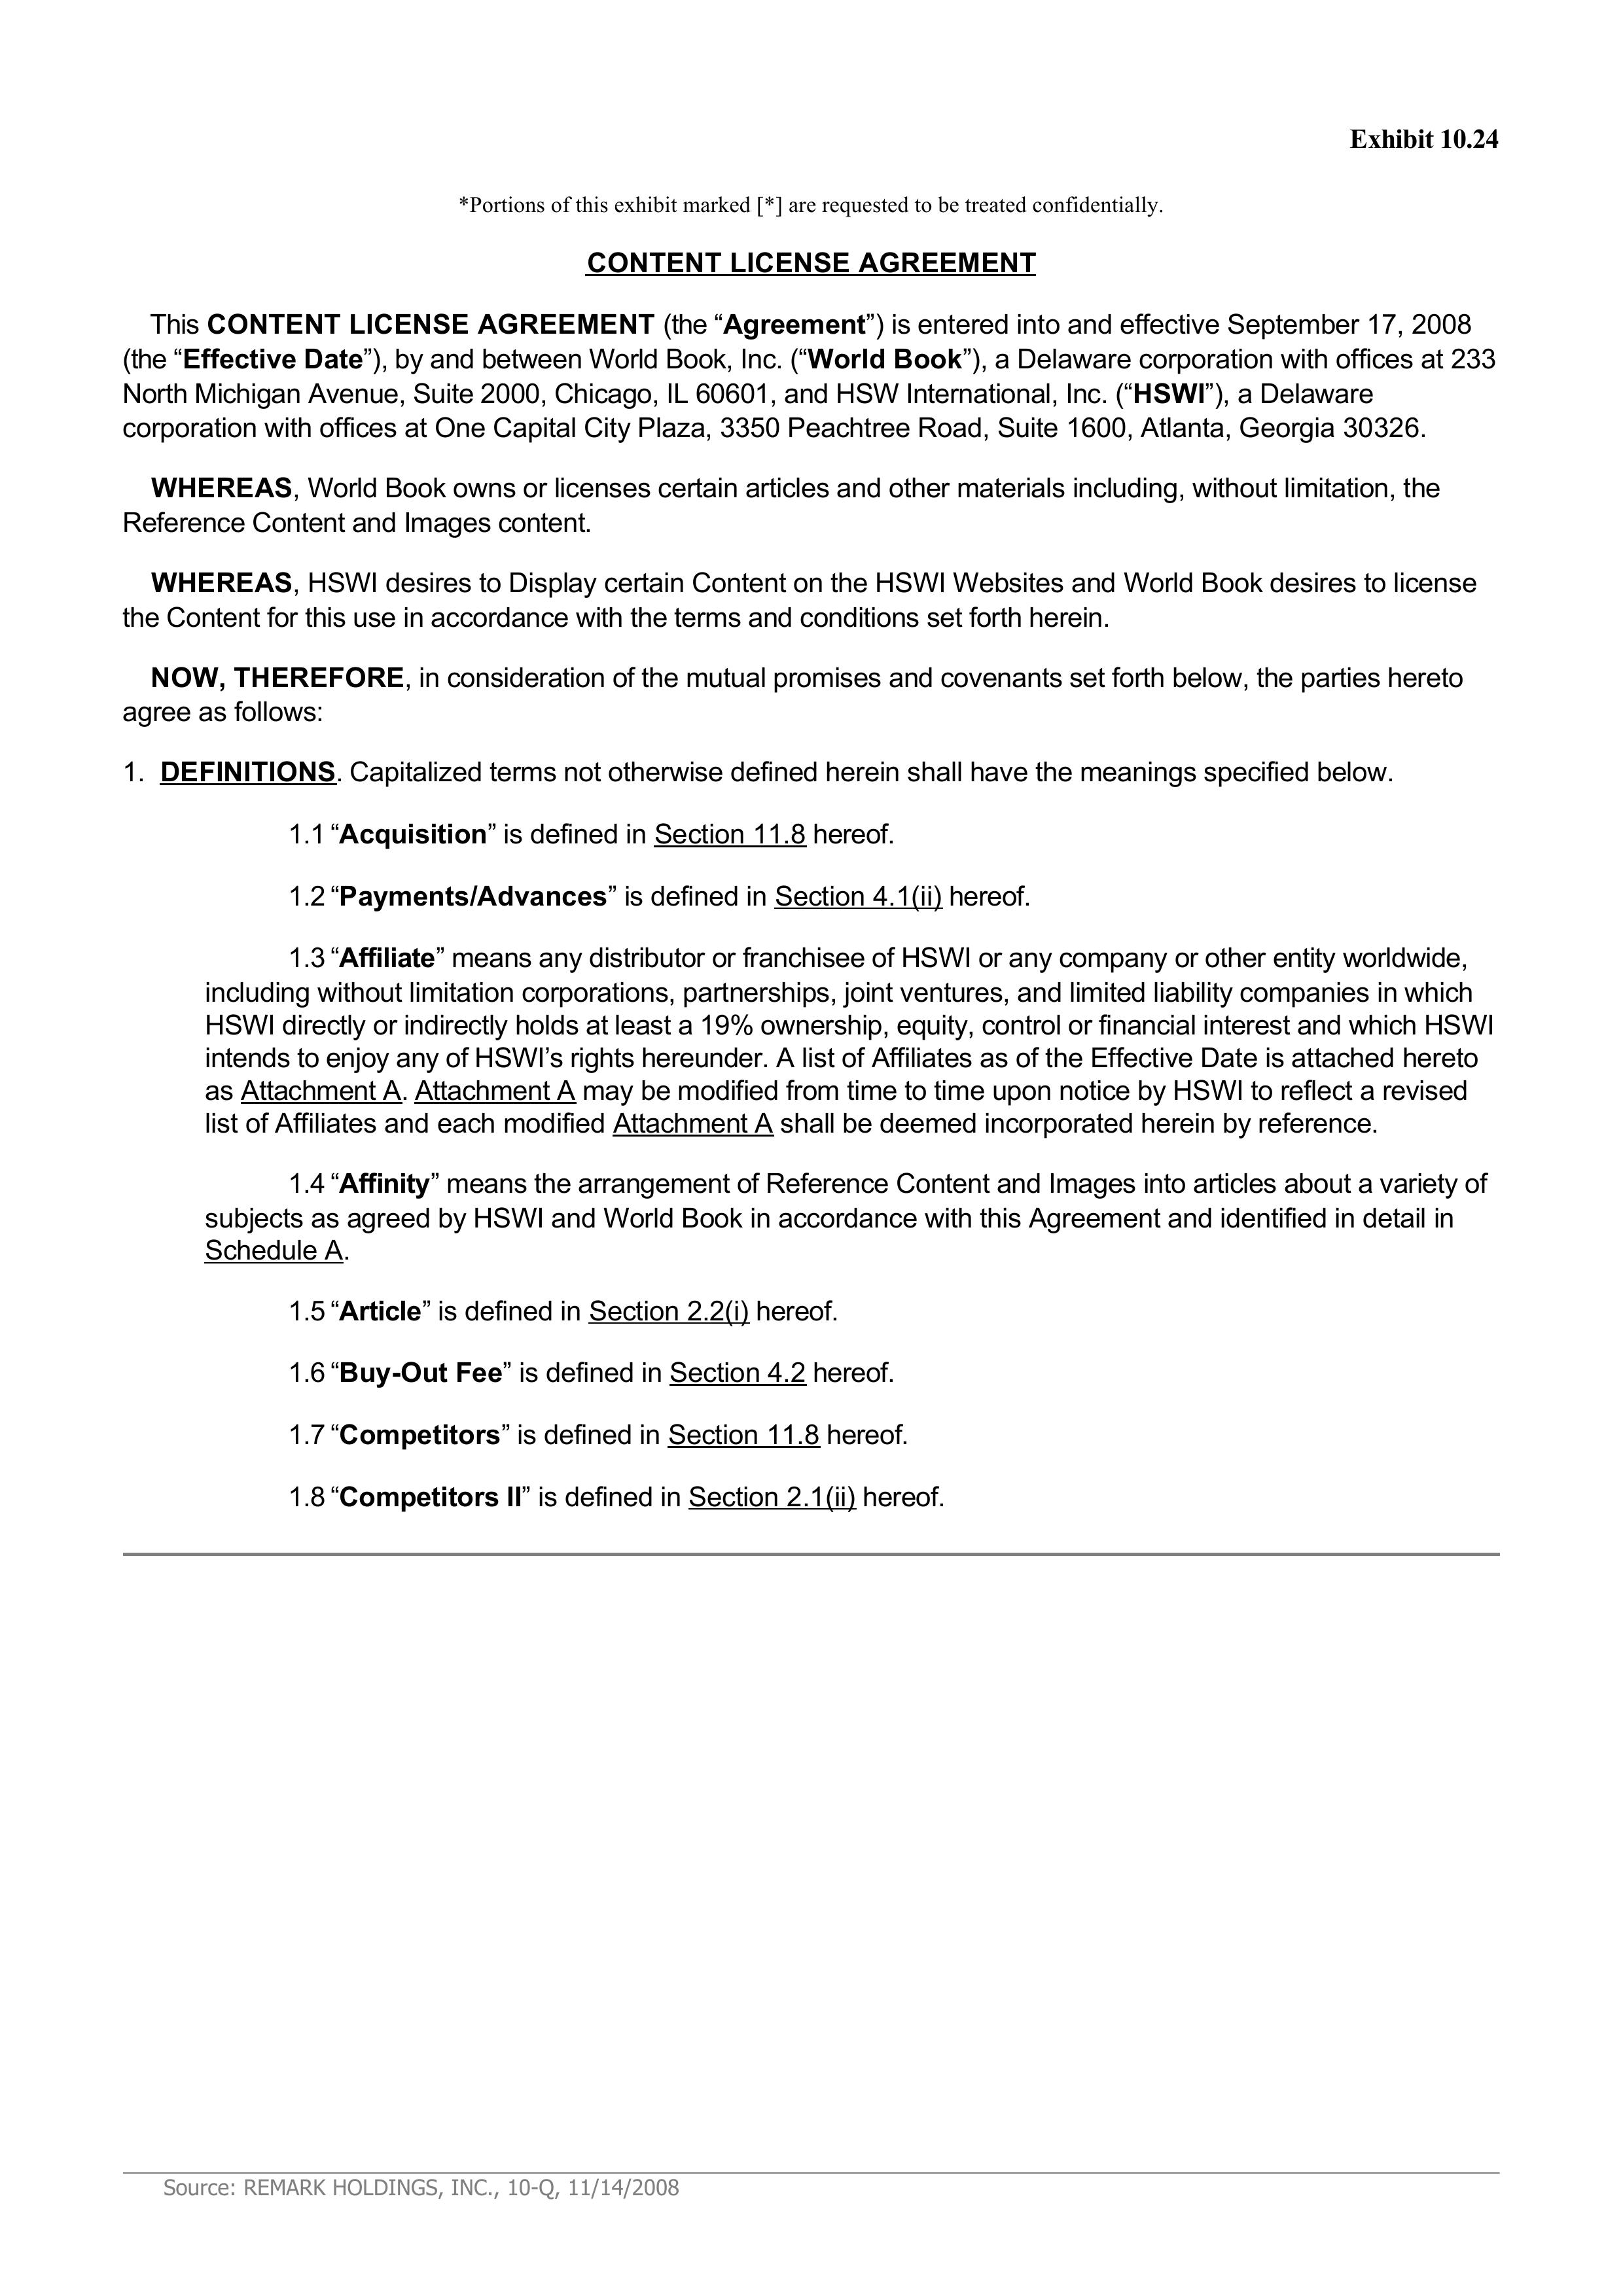 Exhibit 10.24
*Portions of this exhibit marked [*] are requested to be treated confidentially.
CONTENT LICENSE AGREEMENT
This CONTENT LICENSE AGREEMENT (the “Agreement”) is entered into and effective September 17, 2008
(the “Effective Date”), by and between World Book, Inc. (“World Book”), a Delaware corporation with offices at 233
North Michigan Avenue, Suite 2000, Chicago, IL 60601, and HSW International, Inc. (“HSWI”), a Delaware
corporation with offices at One Capital City Plaza, 3350 Peachtree Road, Suite 1600, Atlanta, Georgia 30326.
WHEREAS, World Book owns or licenses certain articles and other materials including, without limitation, the
Reference Content and Images content.
WHEREAS, HSWI desires to Display certain Content on the HSWI Websites and World Book desires to license
the Content for this use in accordance with the terms and conditions set forth herein.
NOW, THEREFORE, in consideration of the mutual promises and covenants set forth below, the parties hereto
agree as follows:
1. DEFINITIONS. Capitalized terms not otherwise defined herein shall have the meanings specified below.
1.1 “Acquisition” is defined in Section 11.8 hereof.
1.2 “Payments/Advances” is defined in Section 4.1(ii) hereof.
1.3 “Affiliate” means any distributor or franchisee of HSWI or any company or other entity worldwide,
including without limitation corporations, partnerships, joint ventures, and limited liability companies in which
HSWI directly or indirectly holds at least a 19% ownership, equity, control or financial interest and which HSWI
intends to enjoy any of HSWI’s rights hereunder. A list of Affiliates as of the Effective Date is attached hereto
as Attachment A. Attachment A may be modified from time to time upon notice by HSWI to reflect a revised
list of Affiliates and each modified Attachment A shall be deemed incorporated herein by reference.
1.4 “Affinity” means the arrangement of Reference Content and Images into articles about a variety of
subjects as agreed by HSWI and World Book in accordance with this Agreement and identified in detail in
Schedule A.
1.5 “Article” is defined in Section 2.2(i) hereof.
1.6 “Buy-Out Fee” is defined in Section 4.2 hereof.
1.7 “Competitors” is defined in Section 11.8 hereof.
1.8 “Competitors II” is defined in Section 2.1(ii) hereof.
Source: REMARK HOLDINGS, INC., 10-Q, 11/14/2008